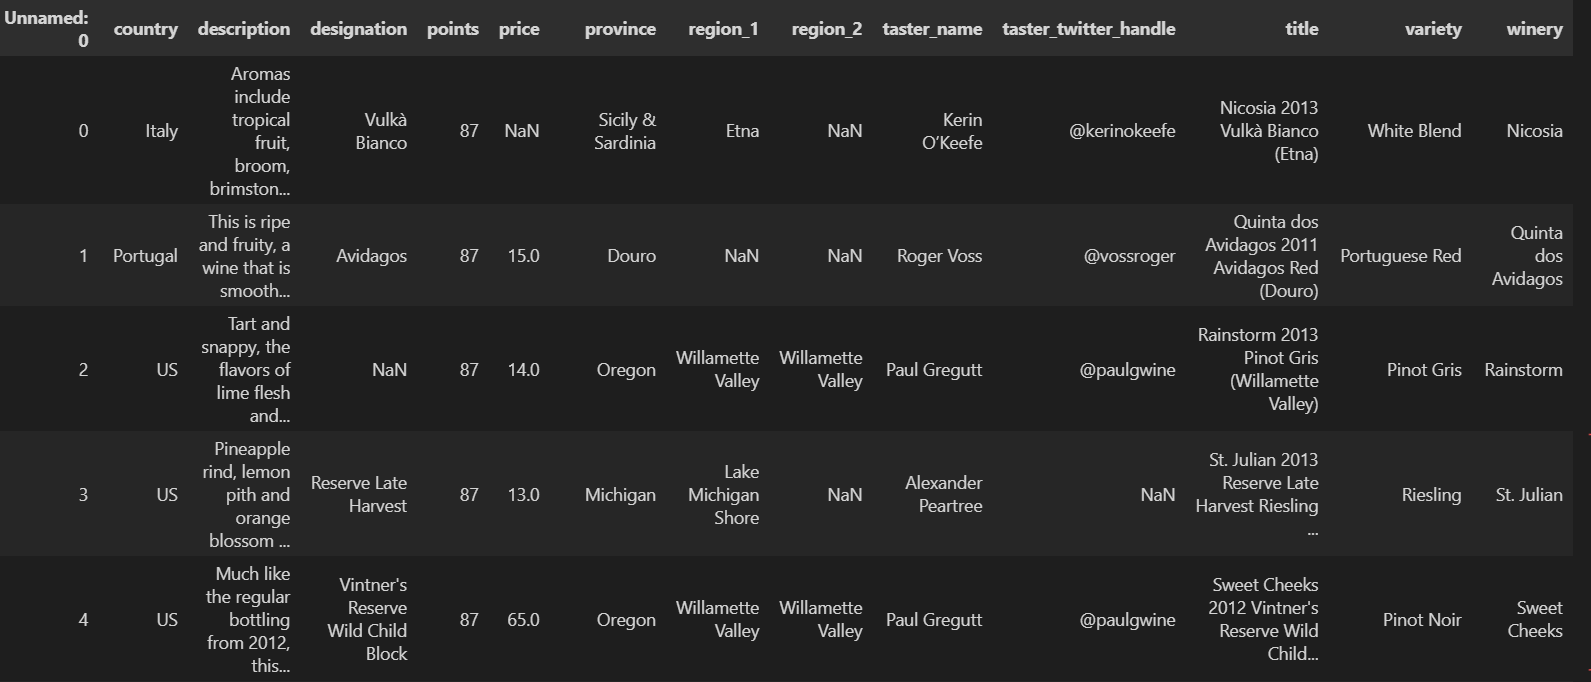 Unnamed: 0 country description designation points price province region_1 region_2 taster_name taster_twitter_handle title variety winery
0 Italy Aromas include tropical fruit, broom, brimston... Vulkà Bianco 87 NaN Sicily & Sardinia Etna NaN Kerin O’Keefe @kerinokeefe Nicosia 2013 Vulkà Bianco (Etna) White Blend Nicosia
1 Portugal This is ripe and fruity, a wine that is smooth... Avidagos 87 15.0 Douro NaN NaN Roger Voss @vossroger Quinta dos Avidagos 2011 Avidagos Red (Douro) Portuguese Red Quinta dos Avidagos
2 US Tart and snappy, the flavors of lime flesh and... NaN 87 14.0 Oregon Willamette Valley Willamette Valley Paul Gregutt @paulgwine Rainstorm 2013 Pinot Gris (Willamette Valley) Pinot Gris Rainstorm
3 US Pineapple rind, lemon pith and orange blossom ... Reserve Late Harvest 87 13.0 Michigan Lake Michigan Shore NaN Alexander Peartree NaN St. Julian 2013 Reserve Late Harvest Riesling ... Riesling St. Julian
4 US Much like the regular bottling from 2012, this... Vintner's Reserve Wild Child Block 87 65.0 Oregon Willamette Valley Willamette Valley Paul Gregutt @paulgwine Sweet Cheeks 2012 Vintner's Reserve Wild Child... Pinot Noir Sweet Cheeks